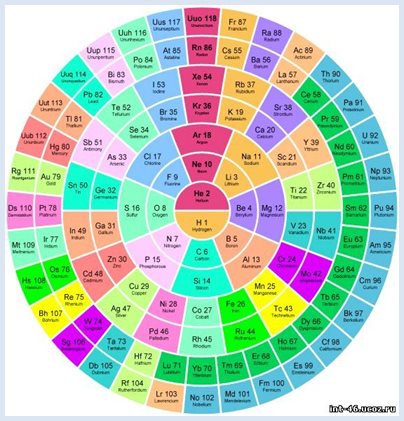 H 1
Hydrogen
He 2
Helium
Li 3
Lithium
Be 4
Beryllium
B 5
Boron
C 6
Carbon
N 7
Nitrogen
O 8
Oxygen
F 9
Fluorine
Ne 10
Neon
Na 11
Sodium
Mg 12
Magnesium
Al 13
Si 14
Silicon
P 15
Phosphorus
S 16
Cl 17
Chlorine
Ar 18
Argon
K 19
Potassium
Ca 20
Calcium
Sc 21
Scandium
Ti 22
Titanium
V 23
Vanadium
Cr 24
Chromium
Mn 25
Manganese
Fe 26
Iron
Co 27
Cobalt
Ni 28
Nickel
Cu 29
Copper
Zn 30
Zinc
Ga 31
Gallium
Ge 32
Germanium
As 33
Arsenic
Se 34
Selenium
Br 35
Bromine
Kr 36
Krypton
Rb 37
Rubidium
Sr 38
Strontium
Y 39
Yttrium
Zr 40
Zirconium
Nb 41
Niobium
Mo 42
Molybdenum
Tc 43
Technetium
Ru 44
Ruthenium
Rh 45
Rhodium
Pd 46
Palladium
Ag 47
Silver
Cd 48
Cadmium
In 49
Indium
Sn 50
Tin
Sb 51
Antimony
Te 52
Tellurium
I 53
Iodine
Xe 54
Xenon
Cs 55
Ba 56
Barium
La 57
Lanthanum
Ce 58
Cerium
Pr 59
Nd 60
Pm 61
Sm 62
Samarium
Eu 63
Europium
Gd 64
Gadolinium
Tb 65
Terbium
Dy 66
Dysprosium
Ho 67
Holmium
Er 68
Erbium
Tm 69
Thulium
Yb 70
Ytterbium
Lu 71
Lutetium
Hf 72
Hafnium
Ta 73
Tantalum
W 74
Tungsten
Re 75
Rhenium
Os 76
Osmium
Ir 77
Iridium
Pt 78
Platinum
Au 79
Gold
Hg 80
Mercury
Tl 81
Thallium
Pb 82
Lead
Bi 83
Bismuth
Po 84
Polonium
At 85
Astatine
Rn 86
Radon
Fr 87
Francium
Ra 88
Radium
Ac 89
Actinium
Th 90
Thorium
Pa 91
Protactinium
U 92
Uranium
Np 93
Neptunium
Pu 94
Plutonium
Am 95
Americium
Cm 96
Curium
Bk 97
Berkelium
Cf 98
Californium
Es 99
Einsteinium
Fm 100
Fermium
Md 101
Mendelevium
No 102
Nobelium
Lr 103
Lawrencium
Rf 104
Rutherfordium
Db 105
Dubnium
Sg 106
Seaborgium
Bh 107
Bohrium
Hs 108
Hassium
Mt 109
Meitnerium
Ds 110
Darmstadtium
Rg 111
Roentgenium
Uub 112
Ununbium
Uut 113
Ununtrium
Uuq 114
Ununquadium
Uup 115
Ununpentium
Uuh 116
Ununhexium
Uus 117
Ununseptium
Uuo 118
Ununoctium
int-46.ucoz.ru